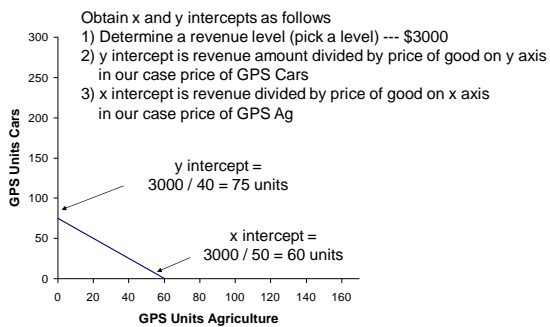 Obtain x and y intercepts as follows
1) Determine a revenue level (pick a level) --- $3000
2) y intercept is revenue amount divided by price of good on y axis
in our case price of GPS Cars
3) x intercept is revenue divided by price of good on x axis
in our case price of GPS Ag
300
250
200
150
100
50
0
GPS Units Cars
y intercept =
3000 / 40 = 75 units
x intercept =
3000 / 50 = 60 units
0 20 40 60 80 100 120 140 160
GPS Units Agriculture